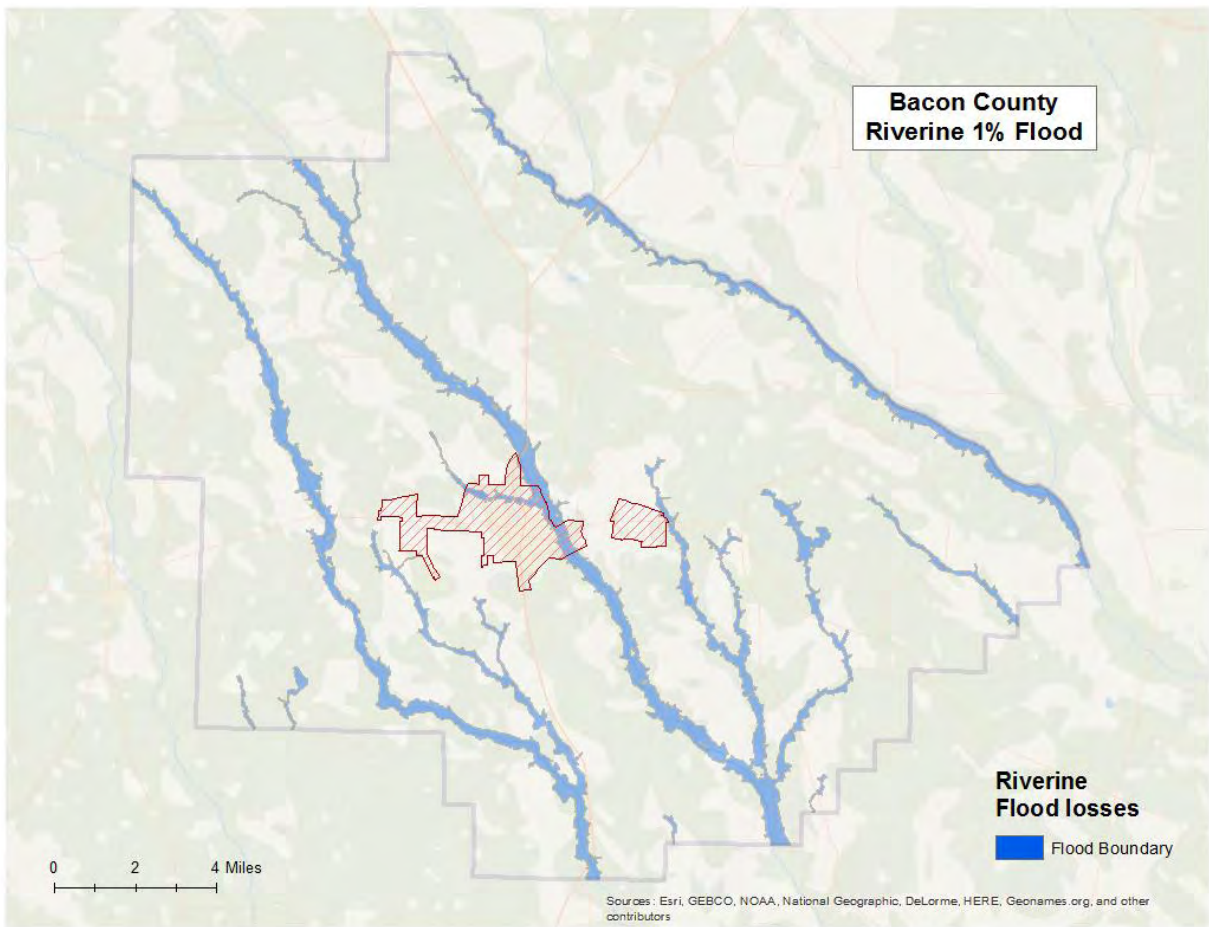 Bacon County
Riverine 1% Flood
Riverine
Flood losses
Flood Boundary
0 2 4 Miles
Sources: Esri, GEBCO, NOAA, National Geographic, DeLorme, HERE, Geonames.org, and other
contributors